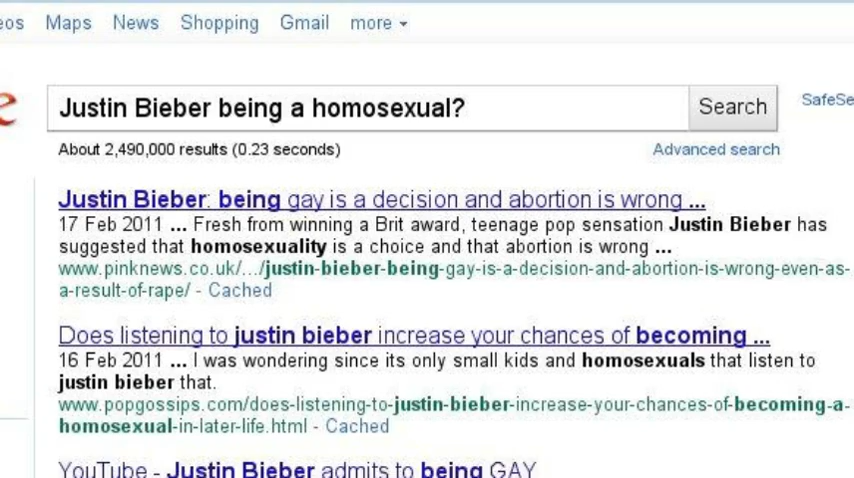 eos Maps News Shopping Gmail more
e Justin Bieber being a homosexual? Search SafeSe
About 2,490,000 results (0.23 seconds) Advanced search
Justin Bieber: being gay is a decision and abortion is wrong ...
17 Feb 2011 ... Fresh from winning a Brit award, teenage pop sensation Justin Bieber has
suggested that homosexuality is a choice and that abortion is wrong ...
www.pinknews.co.uk/.../justin-bieber-being-gay-is-a-decision-and-abortion-is-wrong-even-as-
a-result-of-rape/ - Cached
Does listening to justin bieber increase your chances of becoming ...
16 Feb 2011 ... I was wondering since its only small kids and homosexuals that listen to
justin bieber that.
www.popgossips.com/does-listening-to-justin-bieber-increase-your-chances-of-becoming-a-
homosexual-in-later-life.html - Cached
YouTube - Justin Bieber admits to being GAY